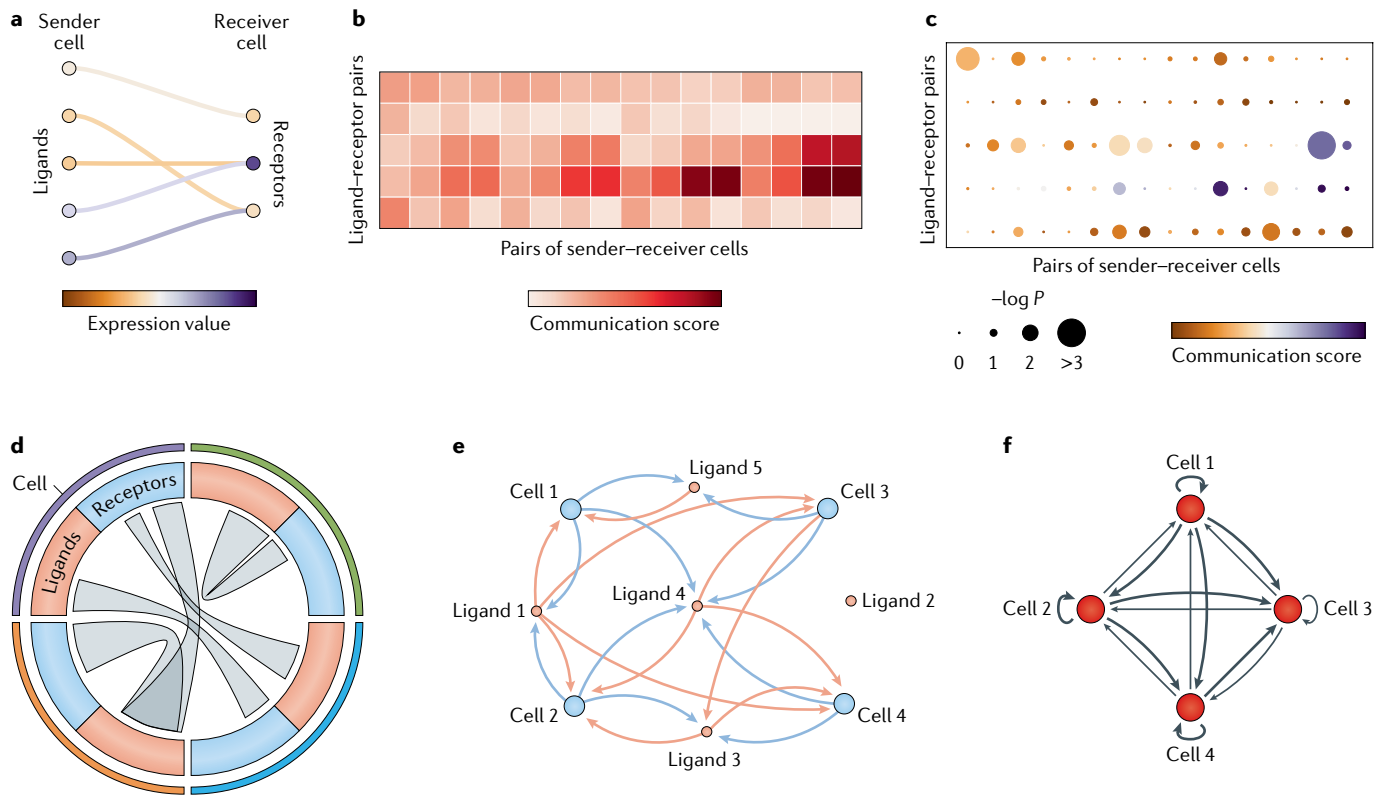 a
Sender
cell
Receiver
cell
Ligands
Receptors
Expression value
b
Ligand–receptor pairs
Pairs of sender–receiver cells
Communication score
c
Ligand–receptor pairs
Pairs of sender–receiver cells
–log P
0 1 2 >3
Communication score
d
Cell
Receptors
Ligands
e
Ligand 5
Cell 1
Cell 3
Ligand 4
Ligand 2
Ligand 1
Cell 2
Cell 4
Ligand 3
f
Cell 1
Cell 2
Cell 3
Cell 4